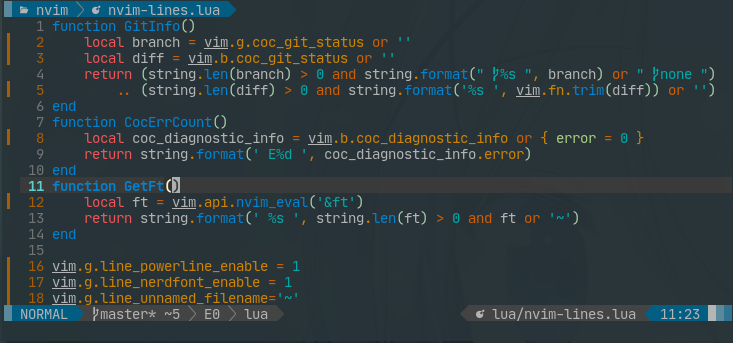 nvim nvim-lines.lua
1 function GitInfo()
2     local branch = vim.g.coc_git_status or ''
3     local diff = vim.b.coc_git_status or ''
4     return (string.len(branch) > 0 and string.format(" %s ", branch) or " none ")
5         .. (string.len(diff) > 0 and string.format('%s ', vim.fn.trim(diff)) or '')
6 end
7 function CocErrCount()
8     local coc_diagnostic_info = vim.b.coc_diagnostic_info or { error = 0 }
9     return string.format(' E%d ', coc_diagnostic_info.error)
10 end
11 function GetFt()
12     local ft = vim.api.nvim_eval('&ft')
13     return string.format(' %s ', string.len(ft) > 0 and ft or '~')
14 end
15
16 vim.g.line_powerline_enable = 1
17 vim.g.line_nerdfont_enable = 1
18 vim.g.line_unnamed_filename='~'
NORMAL master* ~5 E0 lua lua/nvim-lines.lua 11:23